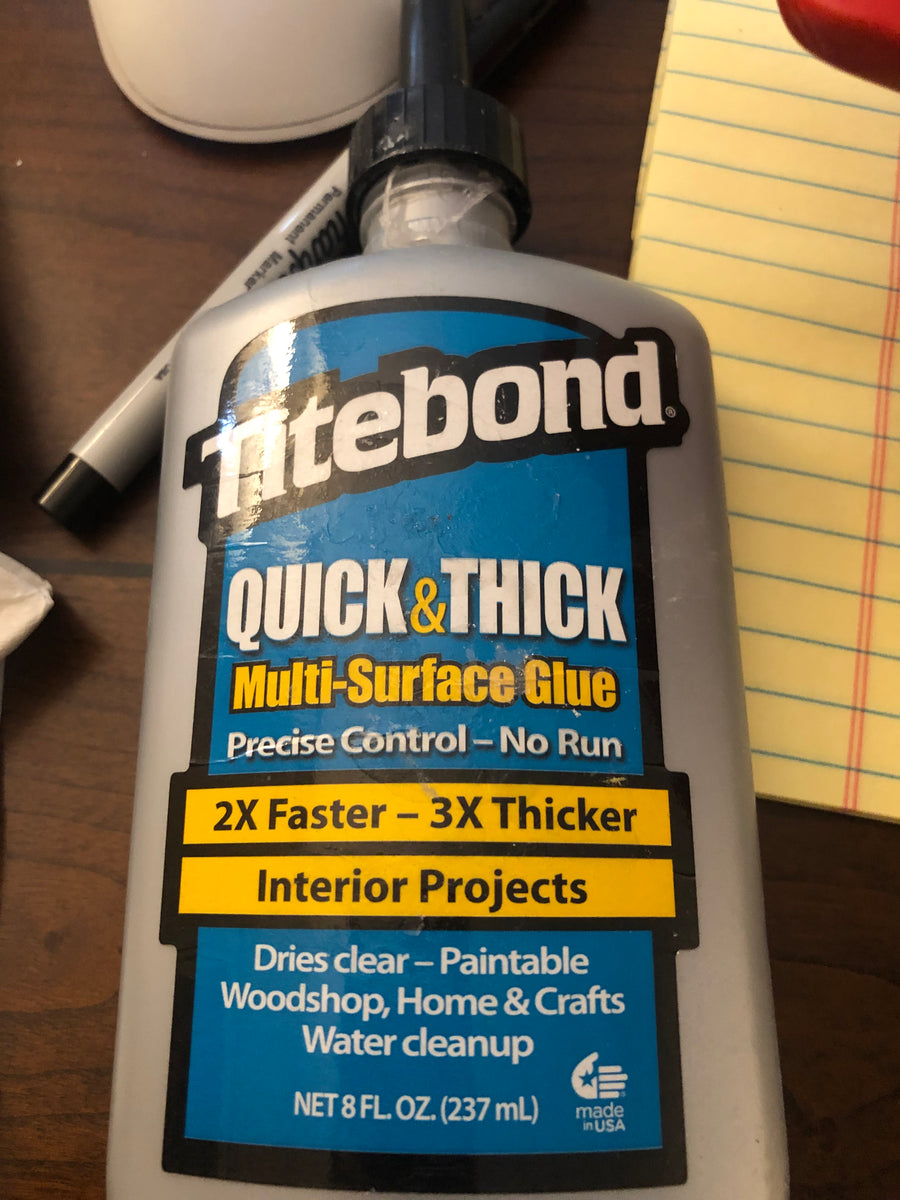 Permanent
Marker
Titebond®
QUICK & THICK
Multi-Surface Glue
Precise Control – No Run
2X Faster – 3X Thicker
Interior Projects
Dries clear – Paintable
Woodshop, Home & Crafts
Water cleanup
NET 8 FL. OZ. (237 mL)
made
in USA